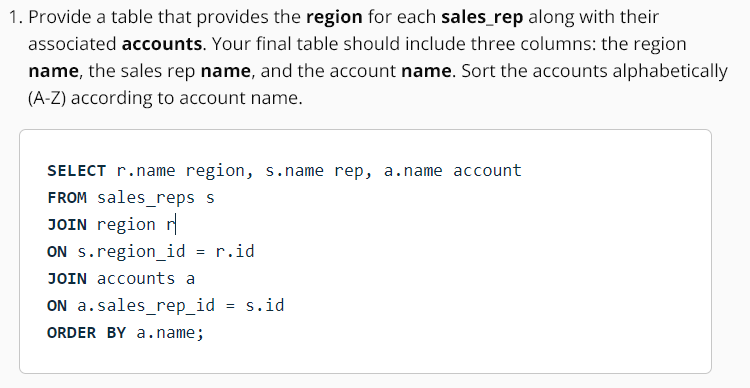 1. Provide a table that provides the region for each sales_rep along with their
associated accounts. Your final table should include three columns: the region
name, the sales rep name, and the account name. Sort the accounts alphabetically
(A-Z) according to account name.
SELECT r.name region, s.name rep, a.name account
FROM sales_reps s
JOIN region r
ON s.region_id = r.id
JOIN accounts a
ON a.sales_rep_id = s.id
ORDER BY a.name;